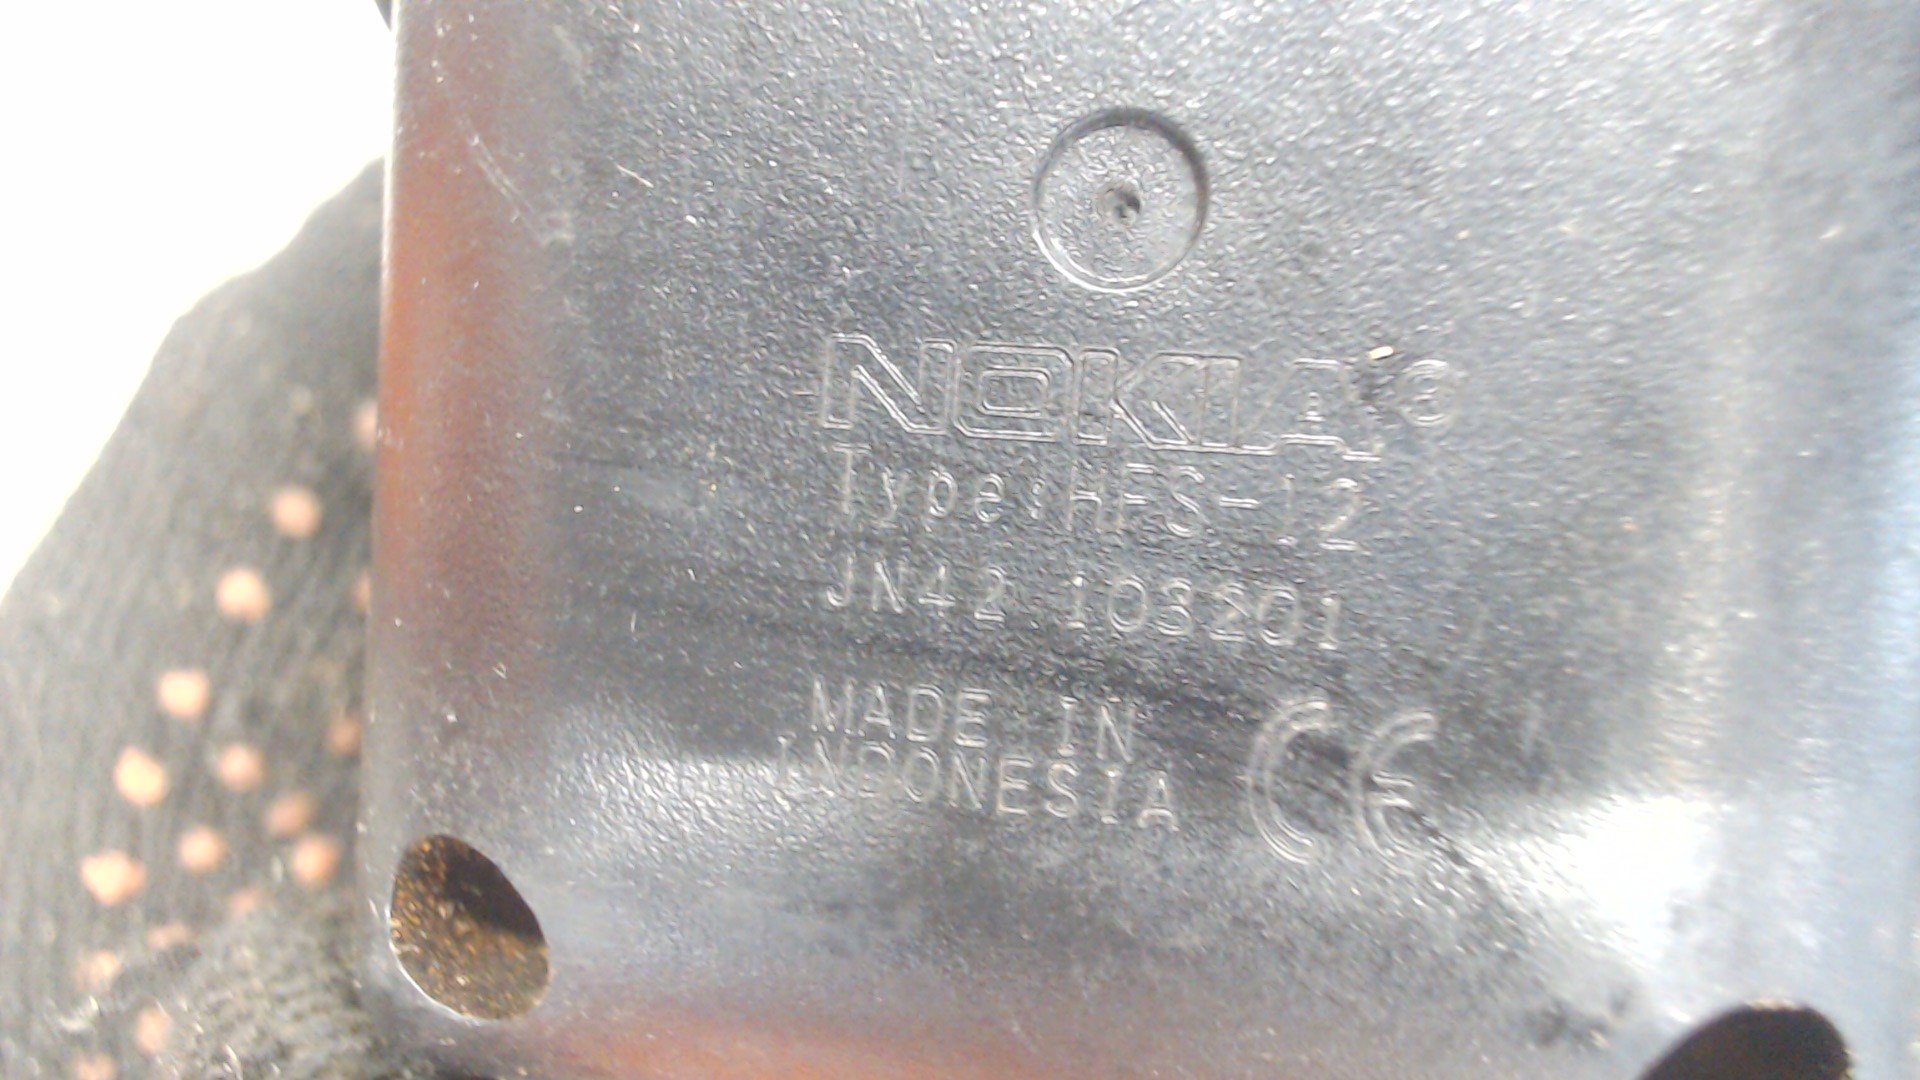 NOKIA®
Type:HFS-12
JN42 103201
MADE IN
INDONESIA
CE